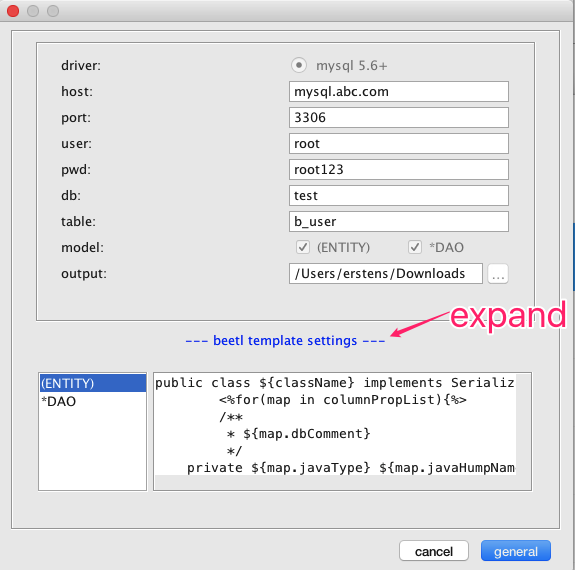 driver: mysql 5.6+
host: mysql.abc.com
port: 3306
user: root
pwd: root123
db: test
table: b_user
model: (ENTITY) *DAO
output: /Users/erstens/Downloads ...
expand
--- beetl template settings ---
(ENTITY)
*DAO
public class ${className} implements Serializ
<%for(map in columnPropList){%>
/**
* ${map.dbComment}
*/
private ${map.javaType} ${map.javaHumpNam
cancel general